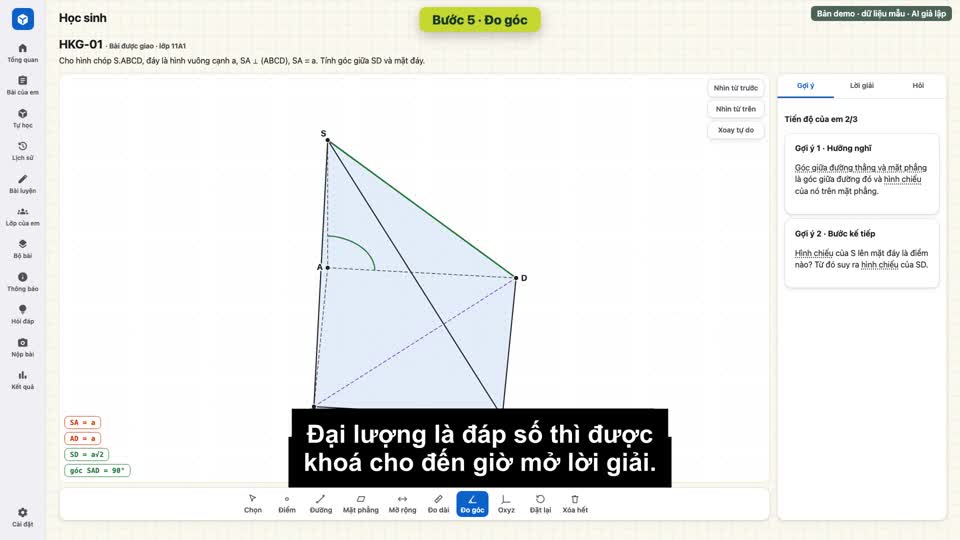 Học sinh
Bước 5 · Đo góc
Bản demo · dữ liệu mẫu · AI giả lập
Tổng quan
Bài của em
Tự học
Lịch sử
Bài luyện
Lớp của em
Bộ bài
Thông báo
Hỏi đáp
Nộp bài
Kết quả
Cài đặt
HKG-01 · Bài được giao · lớp 11A1
Cho hình chóp S.ABCD, đáy là hình vuông cạnh a, SA ⊥ (ABCD), SA = a. Tính góc giữa SD và mặt đáy.
Nhìn từ trước
Nhìn từ trên
Xoay tự do
S
A
D
SA = a
AD = a
SD = a√2
góc SAD = 90°
Đại lượng là đáp số thì được
khoá cho đến giờ mở lời giải.
Chọn
Điểm
Đường
Mặt phẳng
Mở rộng
Đo dài
Đo góc
Oxyz
Đặt lại
Xóa hết
Gợi ý
Lời giải
Hỏi
Tiến độ của em 2/3
Gợi ý 1 · Hướng nghĩ
Góc giữa đường thẳng và mặt phẳng
là góc giữa đường đó và hình chiếu
của nó trên mặt phẳng.
Gợi ý 2 · Bước kế tiếp
Hình chiếu của S lên mặt đáy là điểm
nào? Từ đó suy ra hình chiếu của SD.